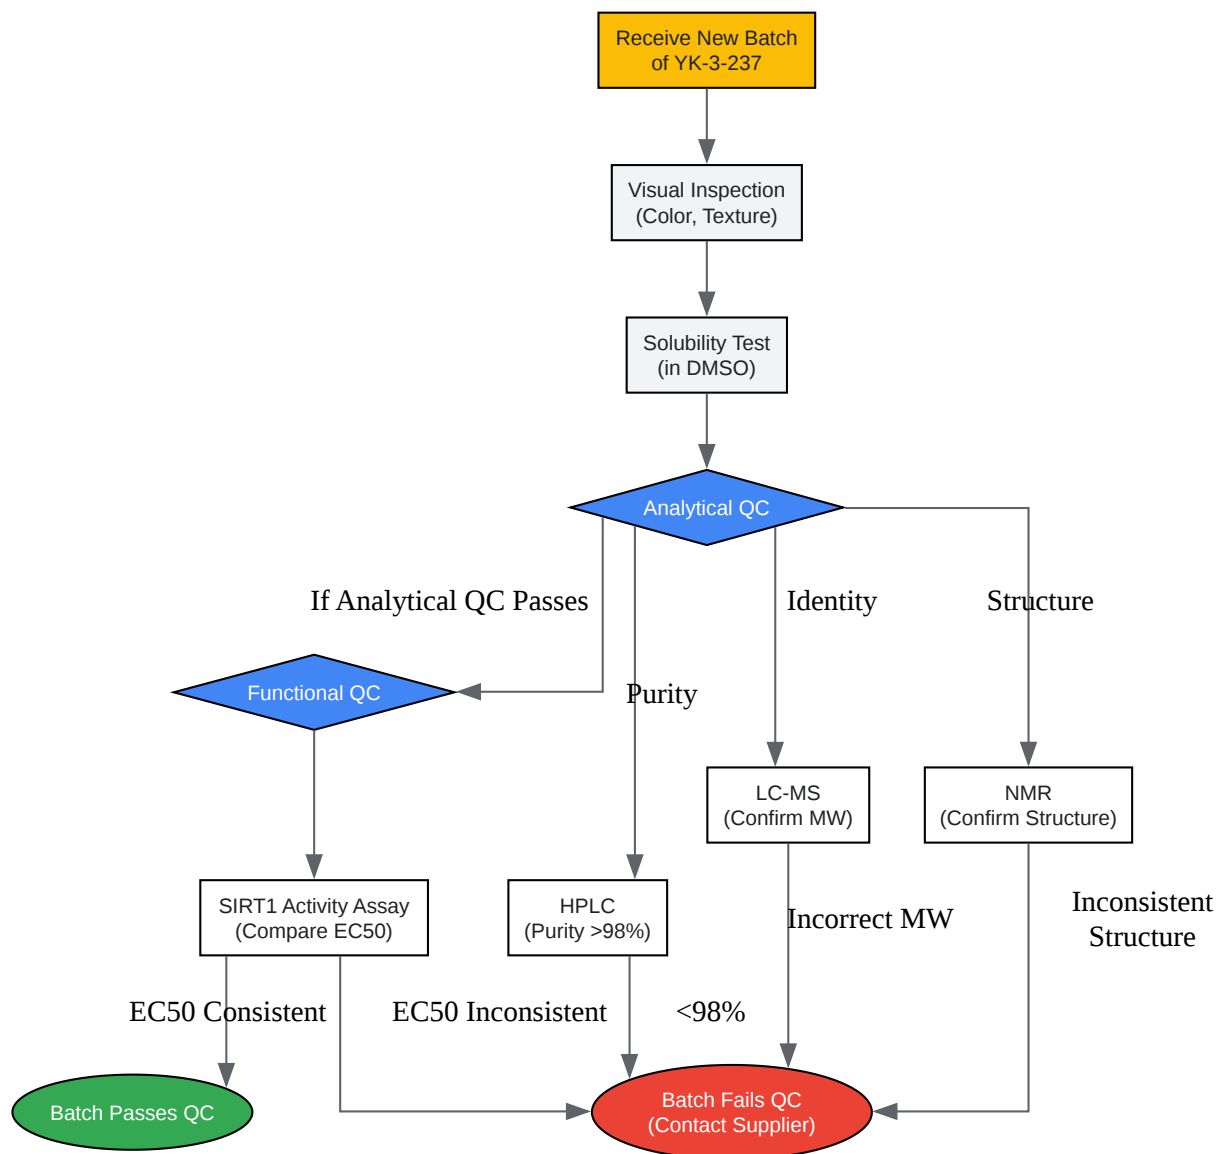 Receive New Batch
of YK-3-237
Visual Inspection
(Color, Texture)
Solubility Test
(in DMSO)
Analytical QC
If Analytical QC Passes
Identity
Structure
Functional QC
Purity
LC-MS
(Confirm MW)
NMR
(Confirm Structure)
SIRT1 Activity Assay
(Compare EC50)
HPLC
(Purity >98%)
Incorrect MW
Inconsistent
Structure
EC50 Consistent
EC50 Inconsistent
<98%
Batch Passes QC
Batch Fails QC
(Contact Supplier)